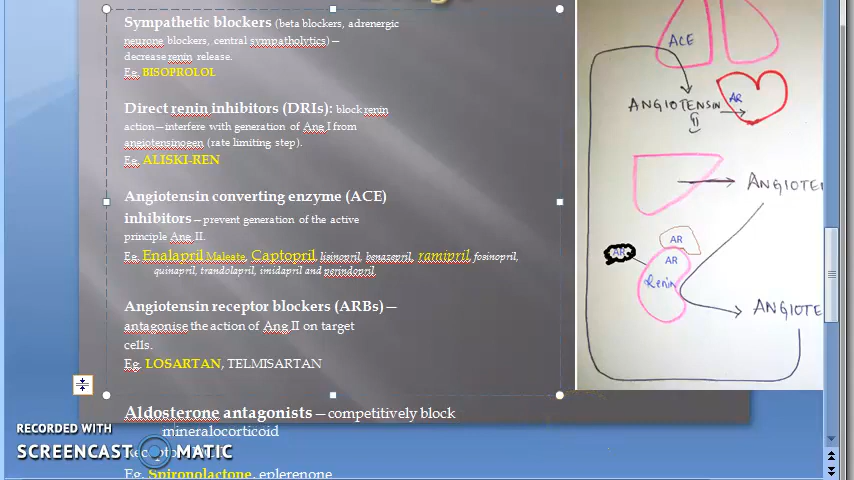 Sympathetic blockers (beta blockers, adrenergic
neurone blockers, central sympatholytics) –
decrease renin release.
Eg. BISOPROLOL
Direct renin inhibitors (DRIs): block renin
action—interfere with generation of Ang I from
angiotensinogen (rate limiting step).
Eg. ALISKI-REN
Angiotensin converting enzyme (ACE)
inhibitors – prevent generation of the active
principle Ang II.
Eg. Enalapril Maleate, Captopril, lisinopril, benazepril, ramipril, fosinopril,
quinapril, trandolapril, imidapril and perindopril,
Angiotensin receptor blockers (ARBs) –
antagonise the action of Ang II on target
cells.
Eg. LOSARTAN, TELMISARTAN
Aldosterone antagonists – competitively block
mineralocorticoid
Eg. Spironolactone, eplerenone
ACE
ANGIOTENSIN
II
AR
ANGIOTE
AR
AR
Renin
ANGIOTE
RECORDED WITH
SCREENCAST MATIC